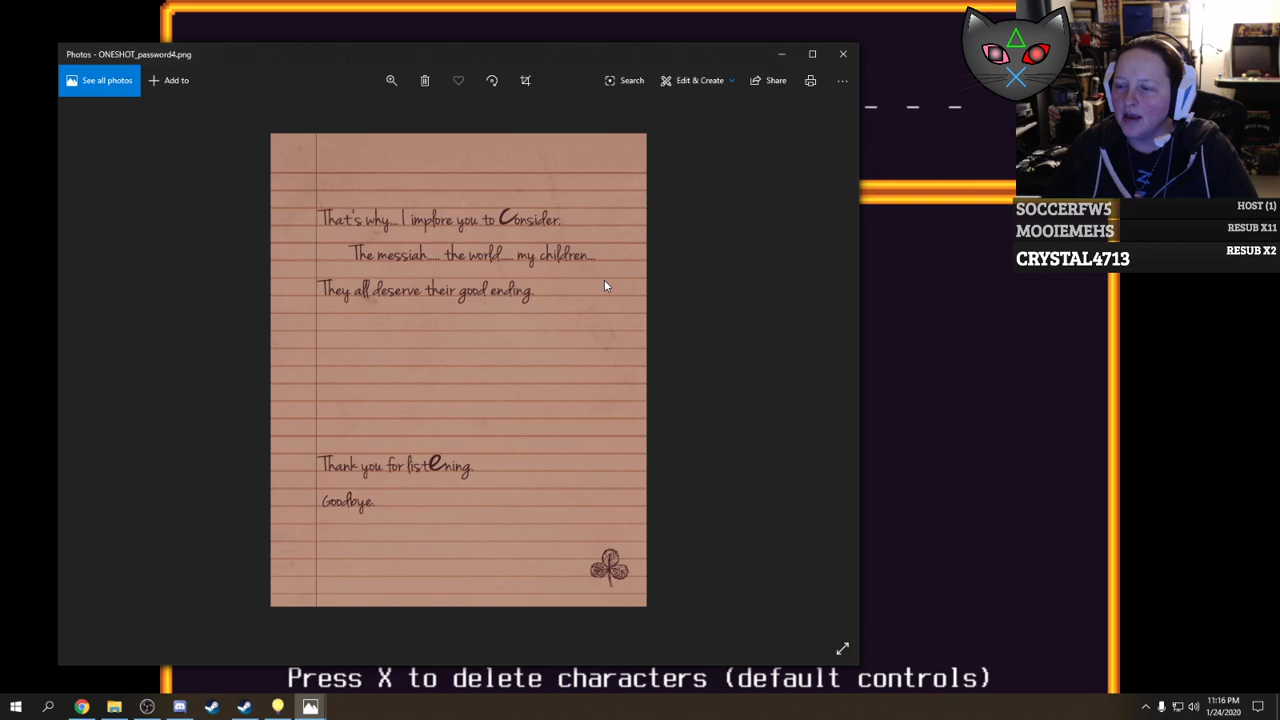 Photos - ONESHOT_password4.png
See all photos
Add to
Search
Edit & Create
Share
That's why... I implore you to Consider.
The messiah..... the world..... my children...
They all deserve their good ending.
Thank you for listening.
Goodbye.
_ _ _
Press X to delete characters (default controls)
SOCCERFW5 HOST (1)
MOOIEMEHS RESUB X11
CRYSTAL4713 RESUB X2
11:16 PM
1/24/2020